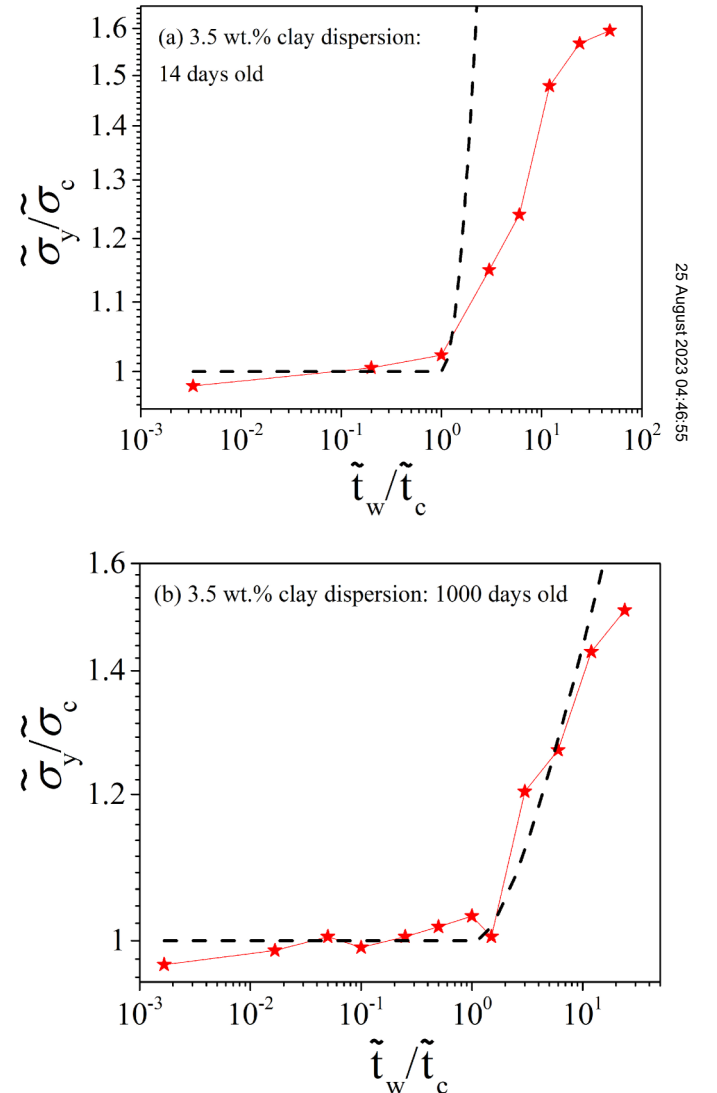 (a) 3.5 wt.% clay dispersion:
14 days old
1.6
1.5
1.4
1.3
1.2
1.1
1
σ̃y/σ̃c
10⁻³ 10⁻² 10⁻¹ 10⁰ 10¹ 10²
t̃w/t̃c
25 August 2023 04:46:55
(b) 3.5 wt.% clay dispersion: 1000 days old
1.6
1.4
1.2
1
σ̃y/σ̃c
10⁻³ 10⁻² 10⁻¹ 10⁰ 10¹
t̃w/t̃c